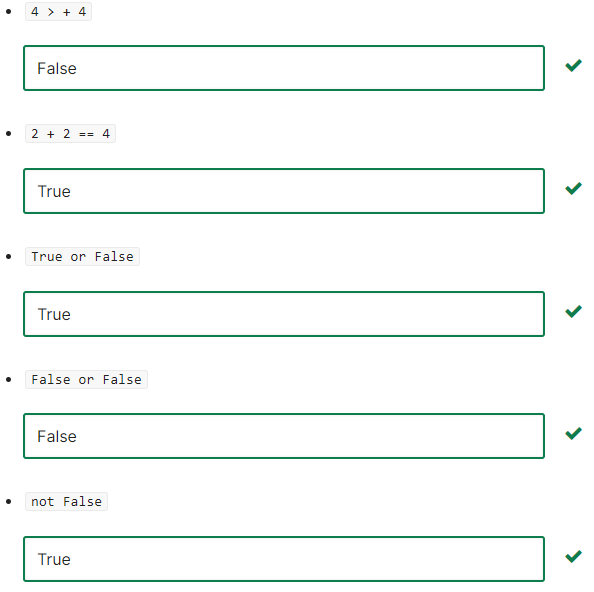 4 > + 4
False
2 + 2 == 4
True
True or False
True
False or False
False
not False
True